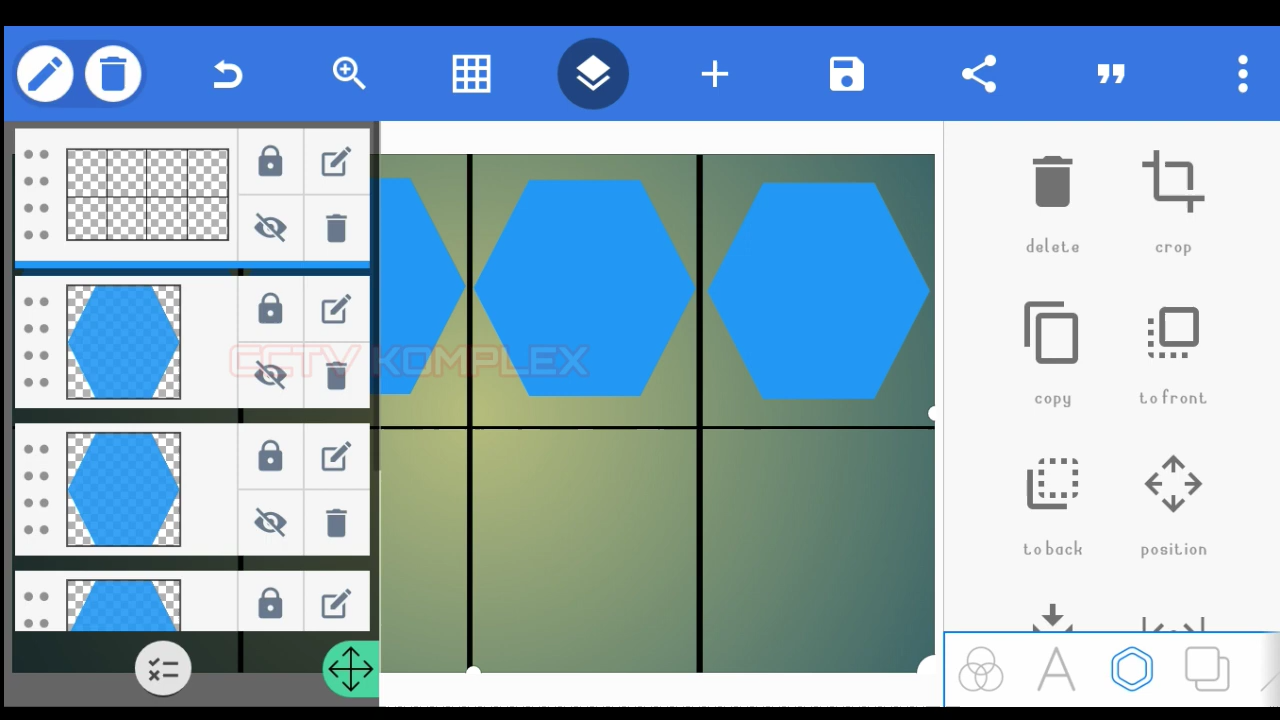 CCTV KOMPLEX
delete
crop
copy
to front
to back
position